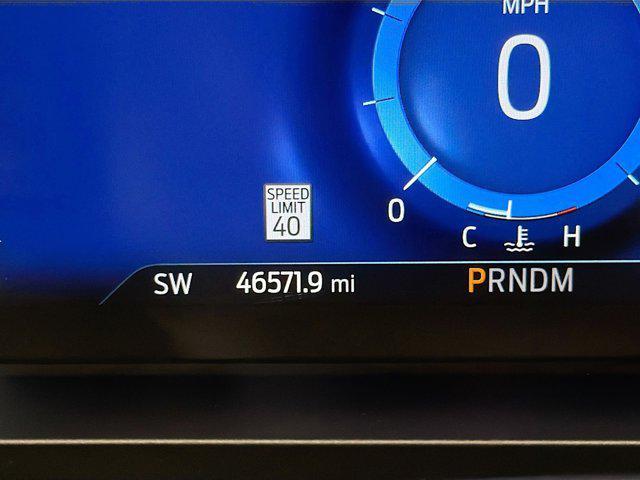 MPH
0
0
SPEED
LIMIT
40
C H
SW 46571.9 mi PRNDM